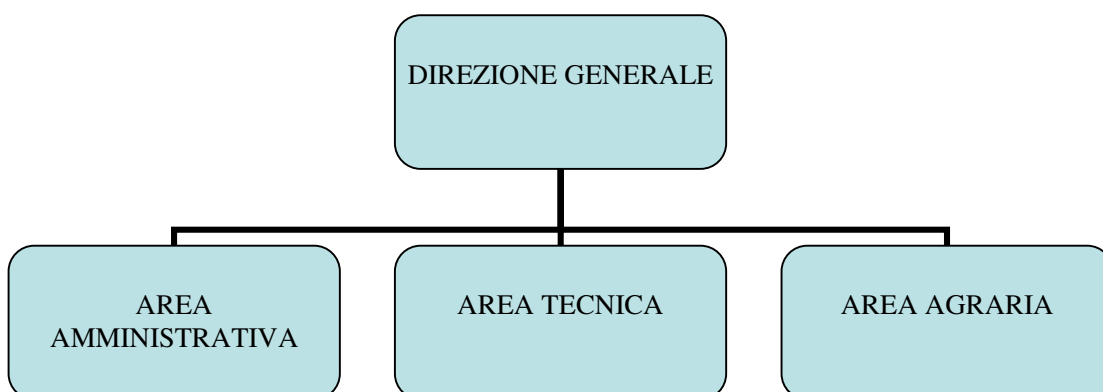 DIREZIONE GENERALE
AREA
AMMINISTRATIVA
AREA TECNICA
AREA AGRARIA